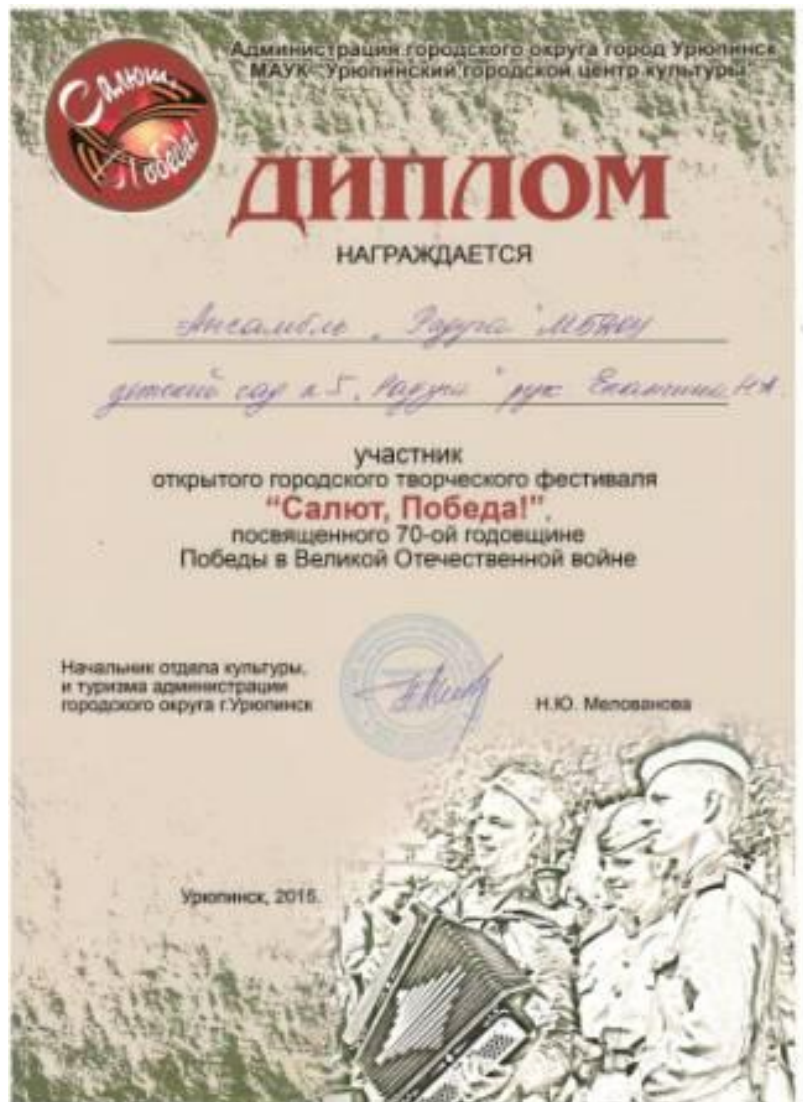 Салют,
Победа!
Администрация городского округа город Урюпинск
МАУК "Урюпинский городской центр культуры"
ДИПЛОМ
НАГРАЖДАЕТСЯ
Ансамбль "Радуга" МБДОУ
детский сад №5 "Радуга" рук Н.А.
участник
открытого городского творческого фестиваля
"Салют, Победа!",
посвященного 70-ой годовщине
Победы в Великой Отечественной войне
Начальник отдела культуры,
и туризма администрации
городского округа г.Урюпинск
Н.Ю. Мелованова
Урюпинск, 2015.